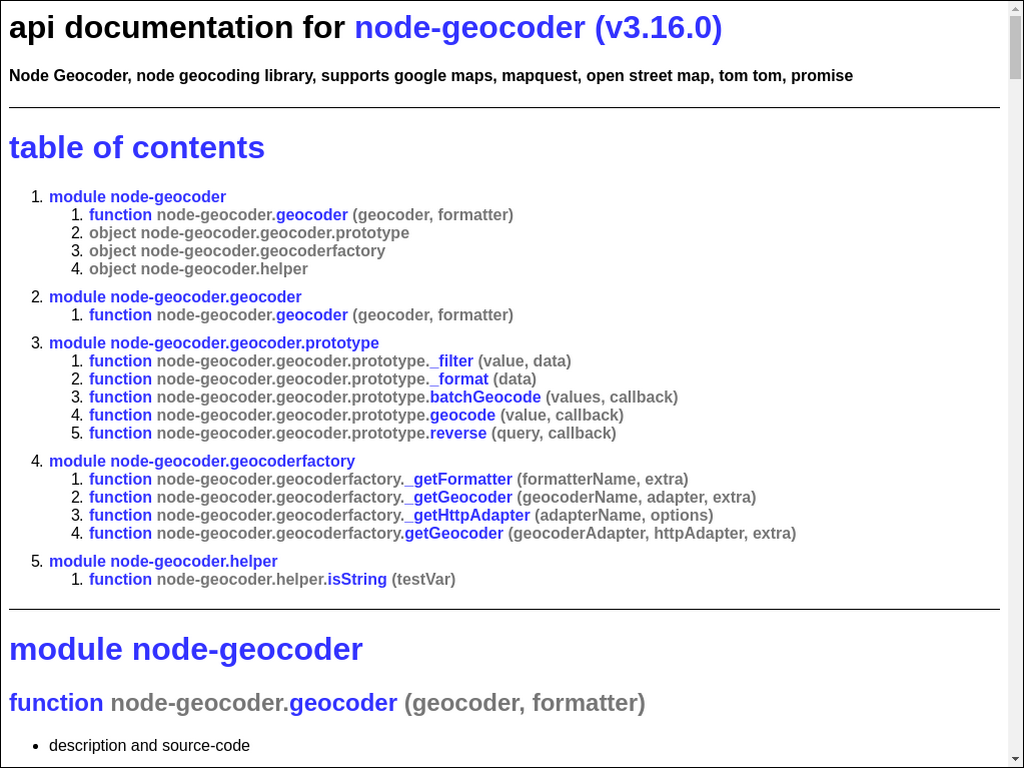 api documentation for node-geocoder (v3.16.0)
Node Geocoder, node geocoding library, supports google maps, mapquest, open street map, tom tom, promise
table of contents
1. module node-geocoder
1. function node-geocoder.geocoder (geocoder, formatter)
2. object node-geocoder.geocoder.prototype
3. object node-geocoder.geocoderfactory
4. object node-geocoder.helper
2. module node-geocoder.geocoder
1. function node-geocoder.geocoder (geocoder, formatter)
3. module node-geocoder.geocoder.prototype
1. function node-geocoder.geocoder.prototype._filter (value, data)
2. function node-geocoder.geocoder.prototype._format (data)
3. function node-geocoder.geocoder.prototype.batchGeocode (values, callback)
4. function node-geocoder.geocoder.prototype.geocode (value, callback)
5. function node-geocoder.geocoder.prototype.reverse (query, callback)
4. module node-geocoder.geocoderfactory
1. function node-geocoder.geocoderfactory._getFormatter (formatterName, extra)
2. function node-geocoder.geocoderfactory._getGeocoder (geocoderName, adapter, extra)
3. function node-geocoder.geocoderfactory._getHttpAdapter (adapterName, options)
4. function node-geocoder.geocoderfactory.getGeocoder (geocoderAdapter, httpAdapter, extra)
5. module node-geocoder.helper
1. function node-geocoder.helper.isString (testVar)
module node-geocoder
function node-geocoder.geocoder (geocoder, formatter)
• description and source-code